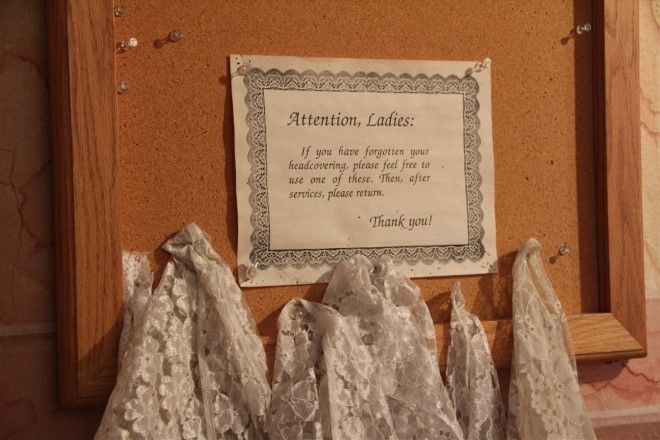 Attention, Ladies:
If you have forgotten your
headcovering, please feel free to
use one of these. Then, after
services, please return.
Thank you!